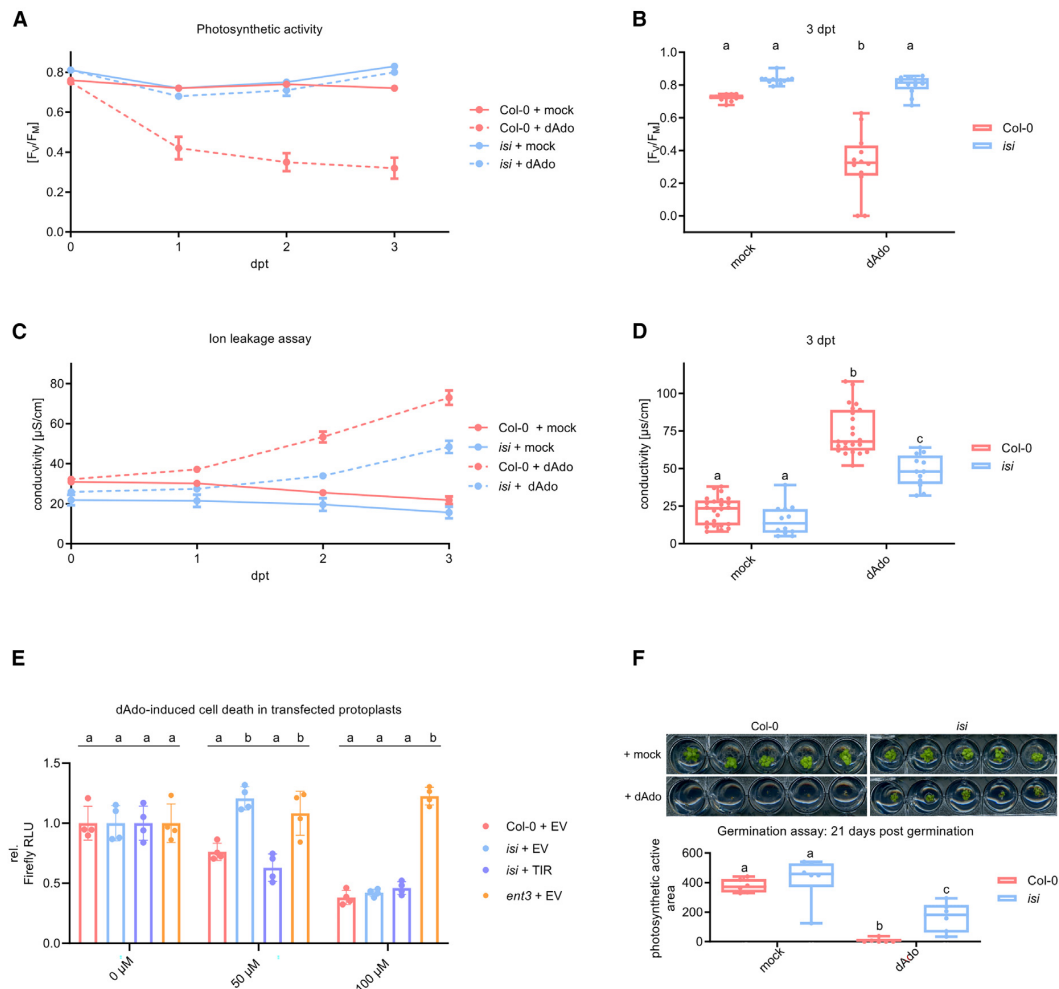 A
Photosynthetic activity
[FV/FM]
0.8
0.6
0.4
0.2
0.0
0
1
2
3
dpt
Col-0 + mock
Col-0 + dAdo
isi + mock
isi + dAdo
B
3 dpt
a
a
b
a
[FV/FM]
1.0
0.8
0.6
0.4
0.2
0.0
mock
dAdo
Col-0
isi
C
Ion leakage assay
conductivity [µS/cm]
80
60
40
20
0
0
1
2
3
dpt
Col-0 + mock
isi + mock
Col-0 + dAdo
isi + dAdo
D
3 dpt
conductivity [µs/cm]
100
75
50
25
0
a
a
b
c
mock
dAdo
Col-0
isi
E
dAdo-induced cell death in transfected protoplasts
a a a a
a b a b
a a a b
rel.
Firefly RLU
1.5
1.0
0.5
0.0
0 µM
50 µM
100 µM
Col-0 + EV
isi + EV
isi + TIR
ent3 + EV
F
Col-0
isi
+ mock
+ dAdo
Germination assay: 21 days post germination
photosynthetic active
area
600
400
200
0
a
a
b
c
mock
dAdo
Col-0
isi